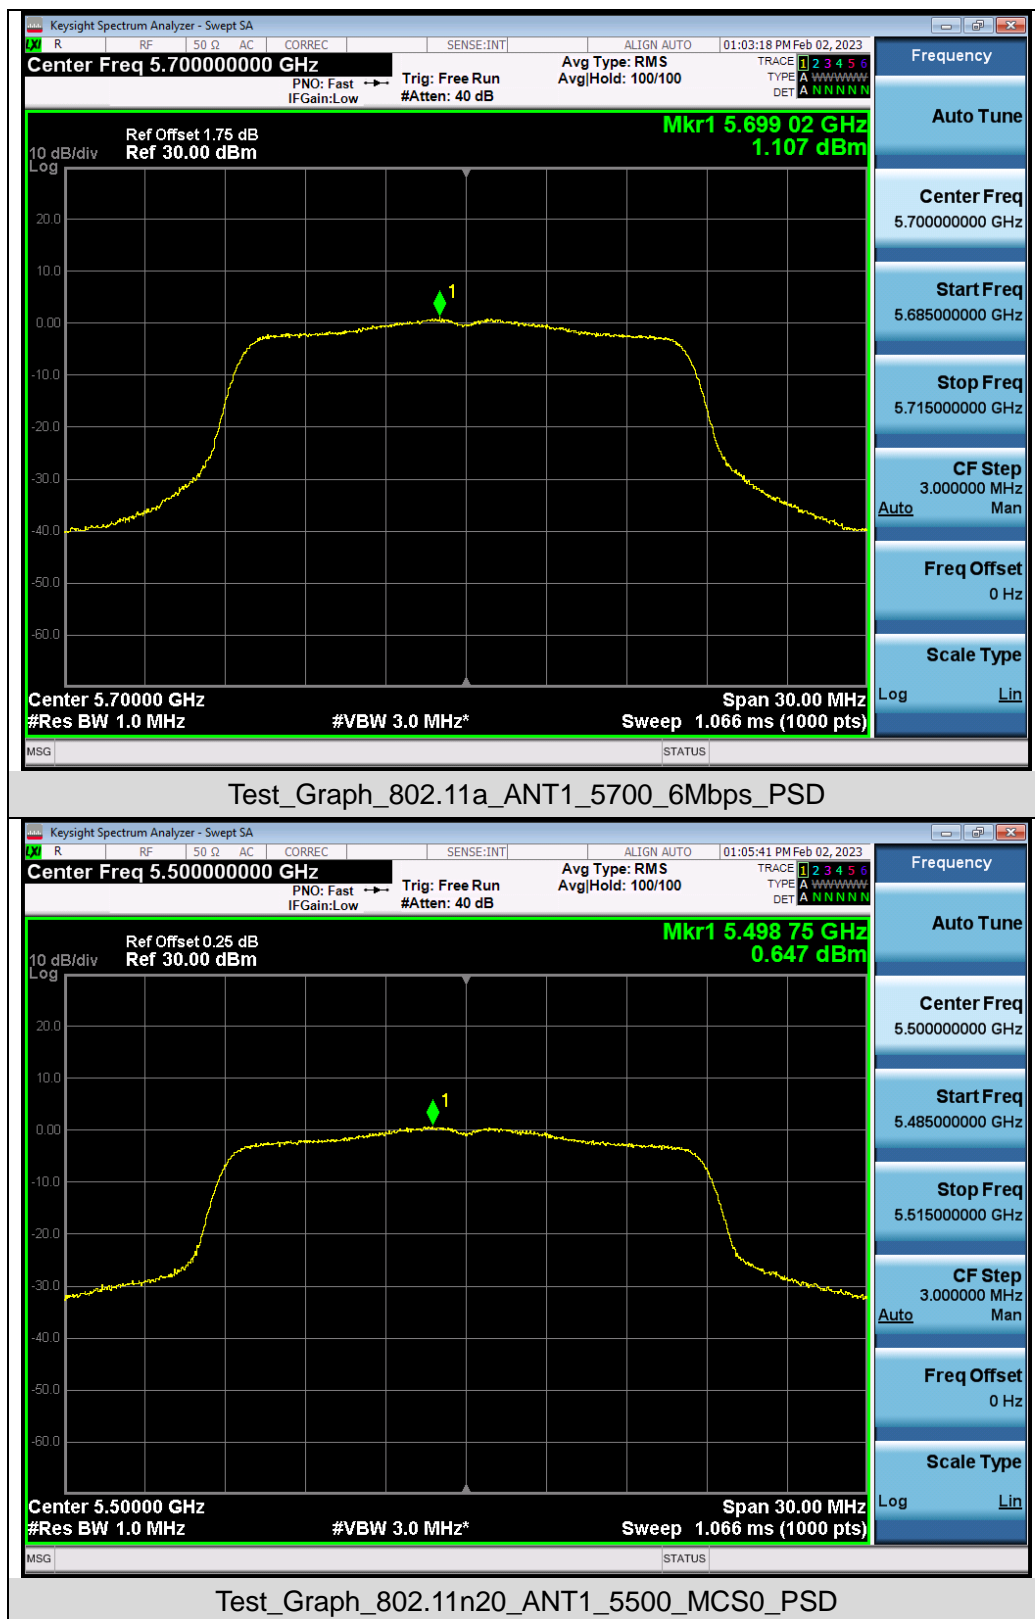 Keysight Spectrum Analyzer - Swept SA
LXI R RF 50 Ω AC CORREC SENSE:INT ALIGN AUTO 01:03:18 PM Feb 02, 2023
Center Freq 5.700000000 GHz
PNO: Fast
IFGain:Low
Trig: Free Run
#Atten: 40 dB
Avg Type: RMS
Avg|Hold: 100/100
TRACE 1 2 3 4 5 6
TYPE A WWWWW
DET A N N N N N
Ref Offset 1.75 dB
Ref 30.00 dBm
10 dB/div
Log
Mkr1 5.699 02 GHz
1.107 dBm
20.0
10.0
0.00
-10.0
-20.0
-30.0
-40.0
-50.0
-60.0
1
Center 5.70000 GHz
Span 30.00 MHz
#Res BW 1.0 MHz
#VBW 3.0 MHz*
Sweep 1.066 ms (1000 pts)
MSG
STATUS
Frequency
Auto Tune
Center Freq
5.700000000 GHz
Start Freq
5.685000000 GHz
Stop Freq
5.715000000 GHz
CF Step
3.000000 MHz
Auto Man
Freq Offset
0 Hz
Scale Type
Log Lin
Test_Graph_802.11a_ANT1_5700_6Mbps_PSD
Keysight Spectrum Analyzer - Swept SA
LXI R RF 50 Ω AC CORREC SENSE:INT ALIGN AUTO 01:05:41 PM Feb 02, 2023
Center Freq 5.500000000 GHz
PNO: Fast
IFGain:Low
Trig: Free Run
#Atten: 40 dB
Avg Type: RMS
Avg|Hold: 100/100
TRACE 1 2 3 4 5 6
TYPE A WWWWW
DET A N N N N N
Ref Offset 0.25 dB
Ref 30.00 dBm
10 dB/div
Log
Mkr1 5.498 75 GHz
0.647 dBm
20.0
10.0
0.00
-10.0
-20.0
-30.0
-40.0
-50.0
-60.0
1
Center 5.50000 GHz
Span 30.00 MHz
#Res BW 1.0 MHz
#VBW 3.0 MHz*
Sweep 1.066 ms (1000 pts)
MSG
STATUS
Frequency
Auto Tune
Center Freq
5.500000000 GHz
Start Freq
5.485000000 GHz
Stop Freq
5.515000000 GHz
CF Step
3.000000 MHz
Auto Man
Freq Offset
0 Hz
Scale Type
Log Lin
Test_Graph_802.11n20_ANT1_5500_MCS0_PSD